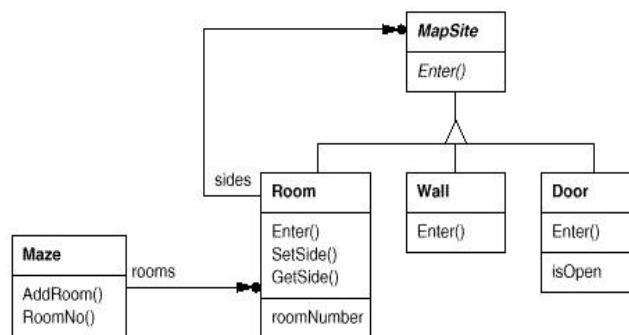 MapSite
Enter()
sides
Room
Enter()
SetSide()
GetSide()
roomNumber
Wall
Enter()
Door
Enter()
isOpen
Maze
AddRoom()
RoomNo()
rooms